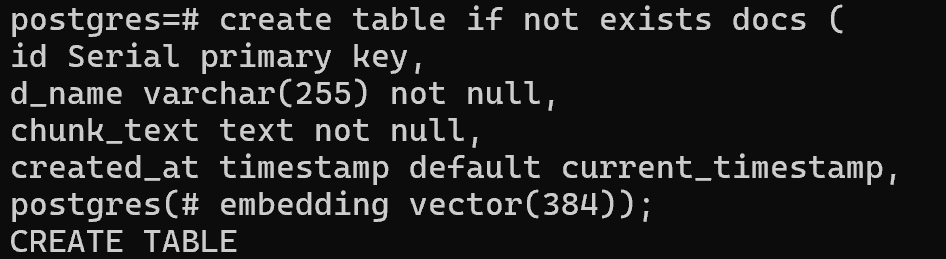 postgres=# create table if not exists docs (
id Serial primary key,
d_name varchar(255) not null,
chunk_text text not null,
created_at timestamp default current_timestamp,
postgres(# embedding vector(384));
CREATE TABLE